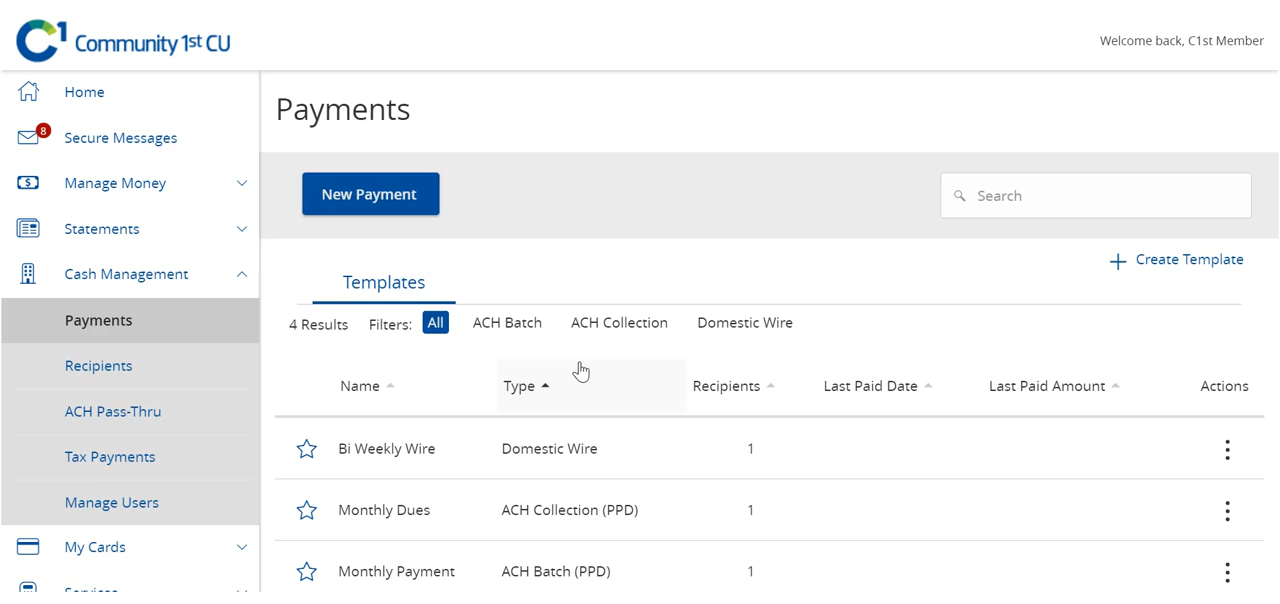 C1 Community 1st CU
Welcome back, C1st Member
Home
8
Secure Messages
Manage Money
Statements
Cash Management
Payments
Recipients
ACH Pass-Thru
Tax Payments
Manage Users
My Cards
Services
Payments
New Payment
Search
Create Template
Templates
4 Results Filters: All ACH Batch ACH Collection Domestic Wire
Name Type Recipients Last Paid Date Last Paid Amount Actions
Bi Weekly Wire Domestic Wire 1
Monthly Dues ACH Collection (PPD) 1
Monthly Payment ACH Batch (PPD) 1